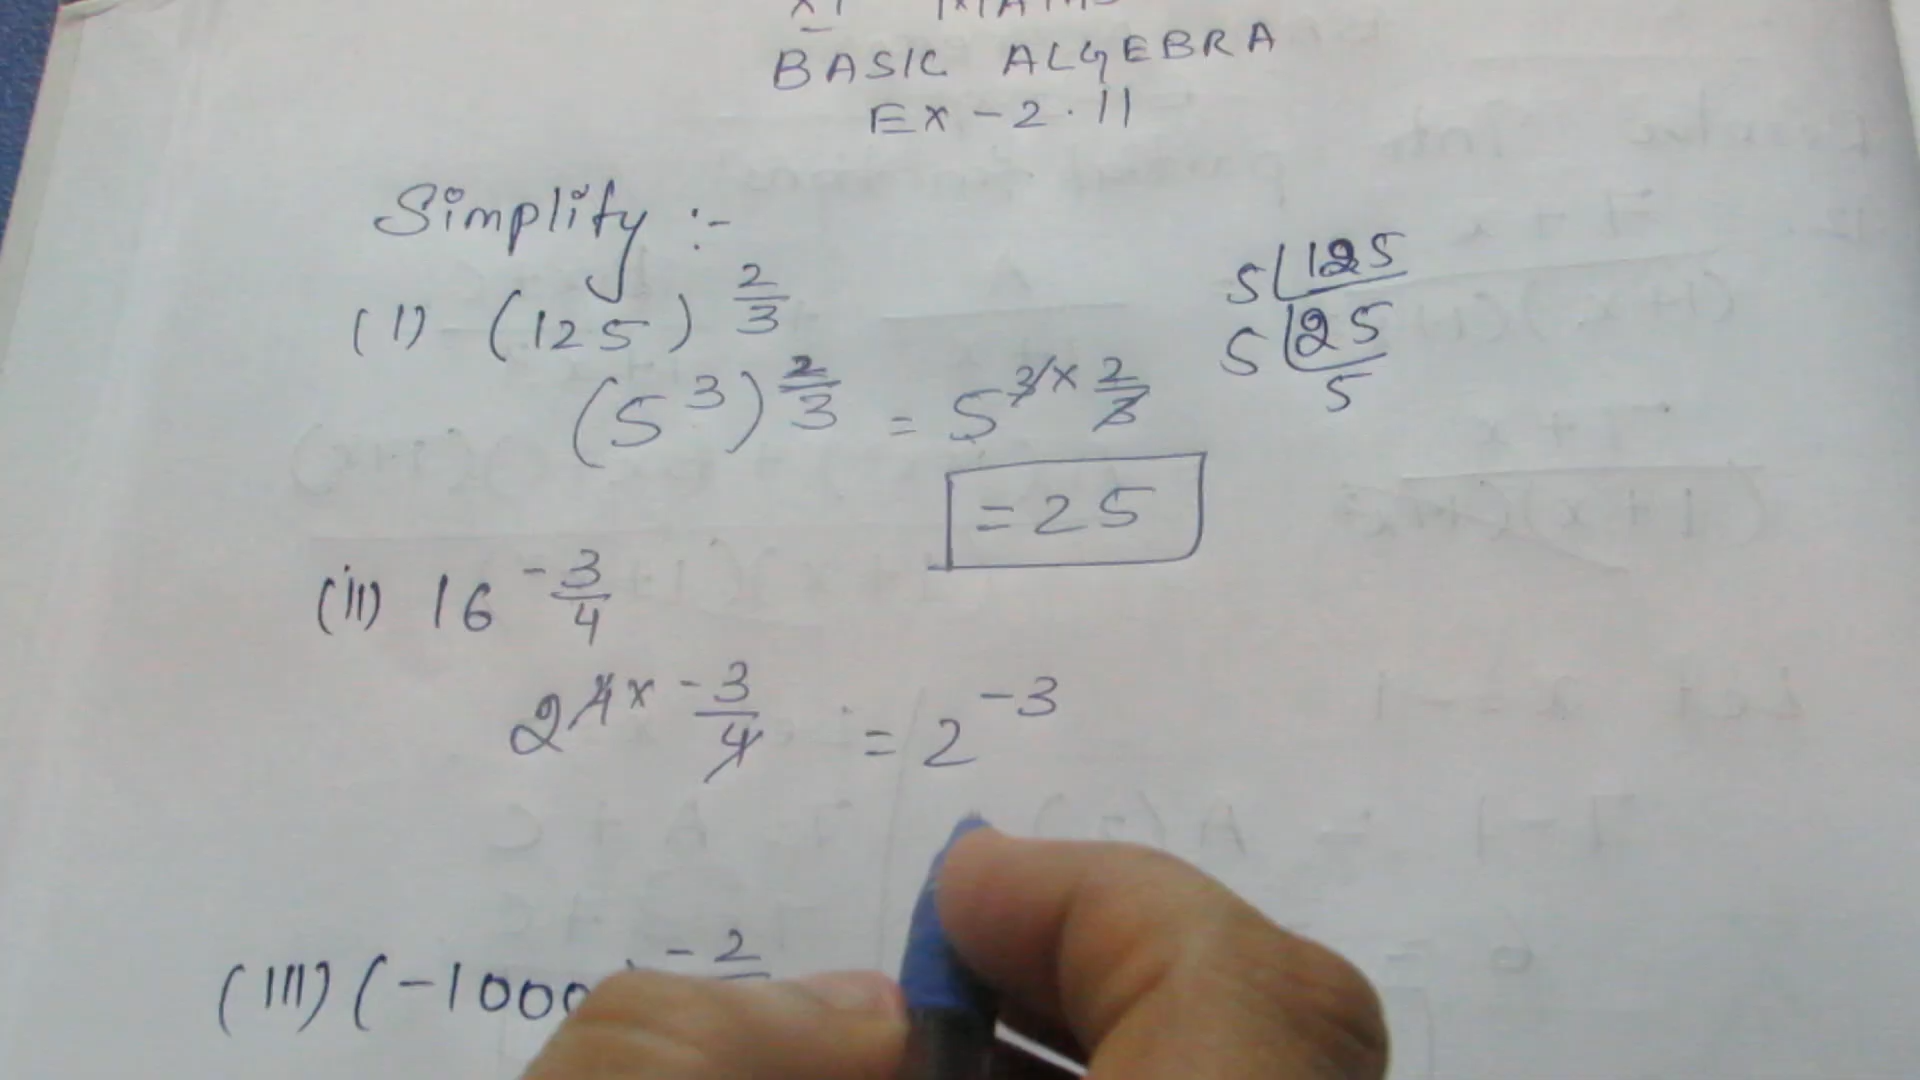 BASIC ALGEBRA
EX - 2.11
Simplify :-
(i) (125)^(2/3)
5 | 125
5 | 25
5
(5^3)^(2/3) = 5^(3 × 2/3)
= 25
(ii) 16^(-3/4)
2^(4 × -3/4) = 2^-3
(iii) (-1000